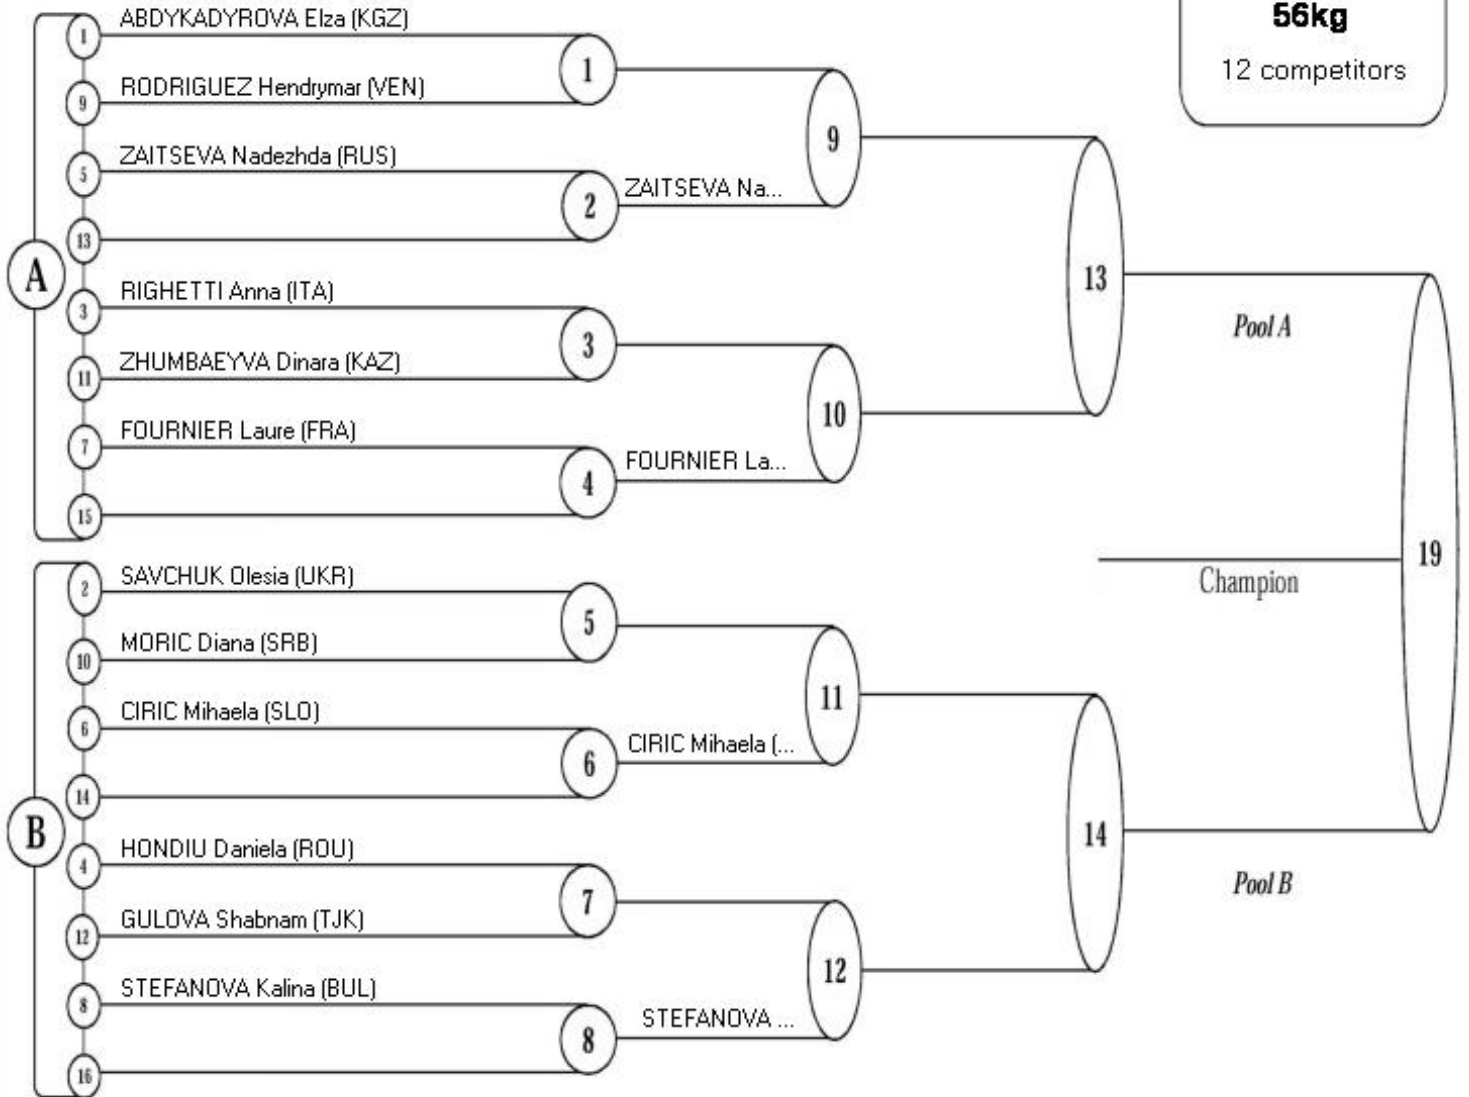 56kg
12 competitors
A
1 ABDYKADYROVA Elza (KGZ)
1
9 RODRIGUEZ Hendrymar (VEN)
9
5 ZAITSEVA Nadezhda (RUS)
2 ZAITSEVA Na...
13
13
3 RIGHETTI Anna (ITA)
3
Pool A
11 ZHUMBAEYVA Dinara (KAZ)
10
7 FOURNIER Laure (FRA)
4 FOURNIER La...
15
19
Champion
B
2 SAVCHUK Olesia (UKR)
5
10 MORIC Diana (SRB)
11
6 CIRIC Mihaela (SLO)
6 CIRIC Mihaela (...
14
14
4 HONDIU Daniela (ROU)
7
Pool B
12 GULOVA Shabnam (TJK)
12
8 STEFANOVA Kalina (BUL)
8 STEFANOVA ...
16